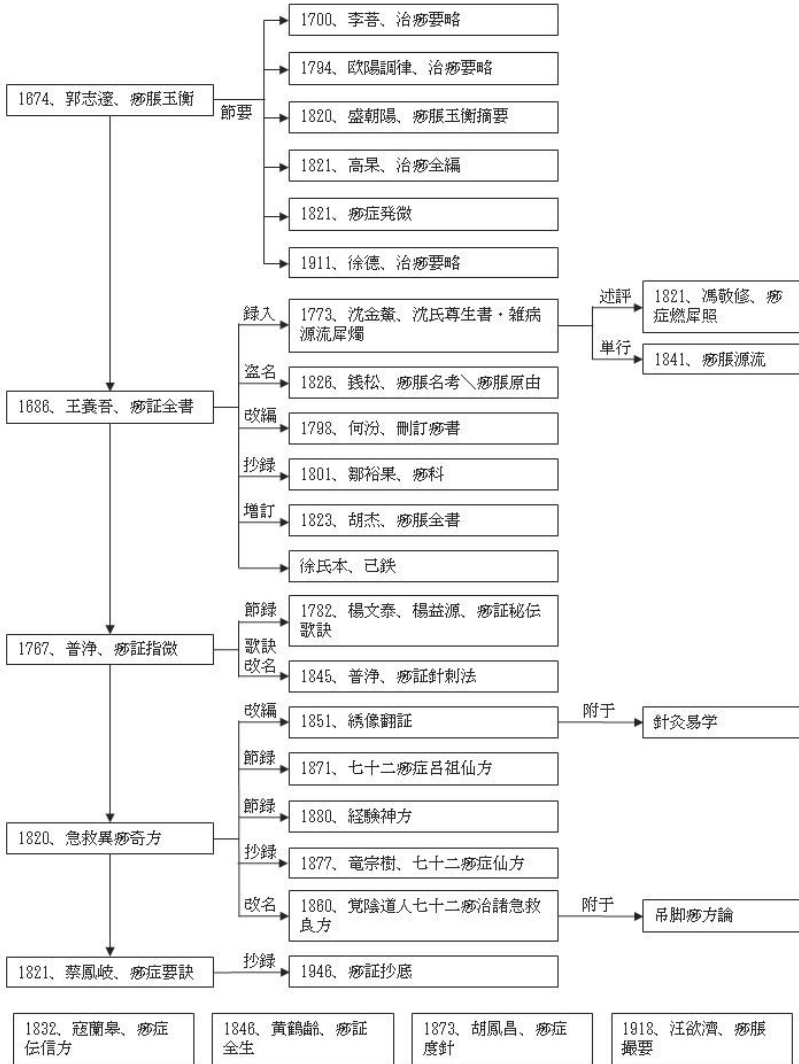 1700、李菩、治痧要略
1794、欧陽調律、治痧要略
1674、郭志邃、痧脹玉衡
節要
1820、盛朝陽、痧脹玉衡摘要
1821、高杲、治痧全編
1821、痧症発微
1911、徐德、治痧要略
録入
1773、沈金鰲、沈氏尊生書・雑病
源流犀燭
述評
1821、馮敬修、痧
症燃犀照
単行
1841、痧脹源流
盗名
1826、銭松、痧脹名考＼痧脹原由
1686、王養吾、痧証全書
改編
1798、何汾、刪訂痧書
抄録
1801、鄒裕果、痧科
増訂
1823、胡杰、痧脹全書
徐氏本、己鉄
節録
1782、楊文泰、楊益源、痧証秘伝
歌訣
1767、普浄、痧証指微
歌訣
改名
1845、普浄、痧証針刺法
改編
1851、綉像翻証
附于
針灸易学
節録
1871、七十二痧症呂祖仙方
節録
1880、経験神方
1820、急救異痧奇方
抄録
1877、竜宗樹、七十二痧症仙方
改名
1860、覚陰道人七十二痧治諸急救
良方
附于
吊脚痧方論
1821、蔡鳳岐、痧症要訣
抄録
1946、痧証抄底
1832、寇蘭皋、痧症
伝信方
1846、黄鶴齢、痧証
全生
1873、胡鳳昌、痧症
度針
1918、汪欲濟、痧脹
撮要